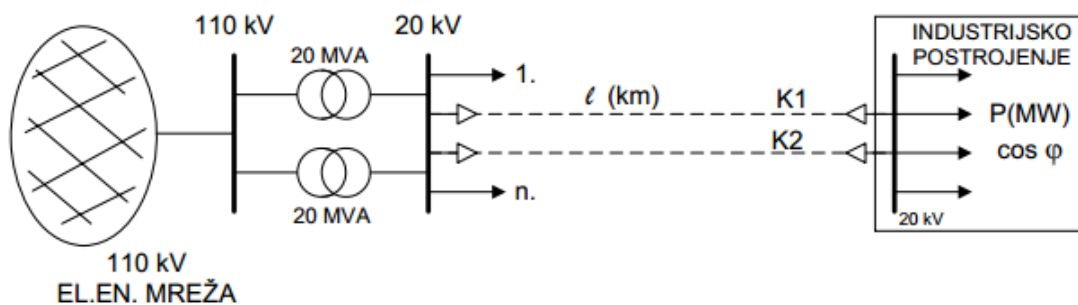 110 kV
20 kV
20 MVA
20 MVA
1.
n.
ℓ (km)
K1
K2
INDUSTRIJSKO
POSTROJENJE
P(MW)
cos φ
20 kV
110 kV
EL.EN. MREŽA